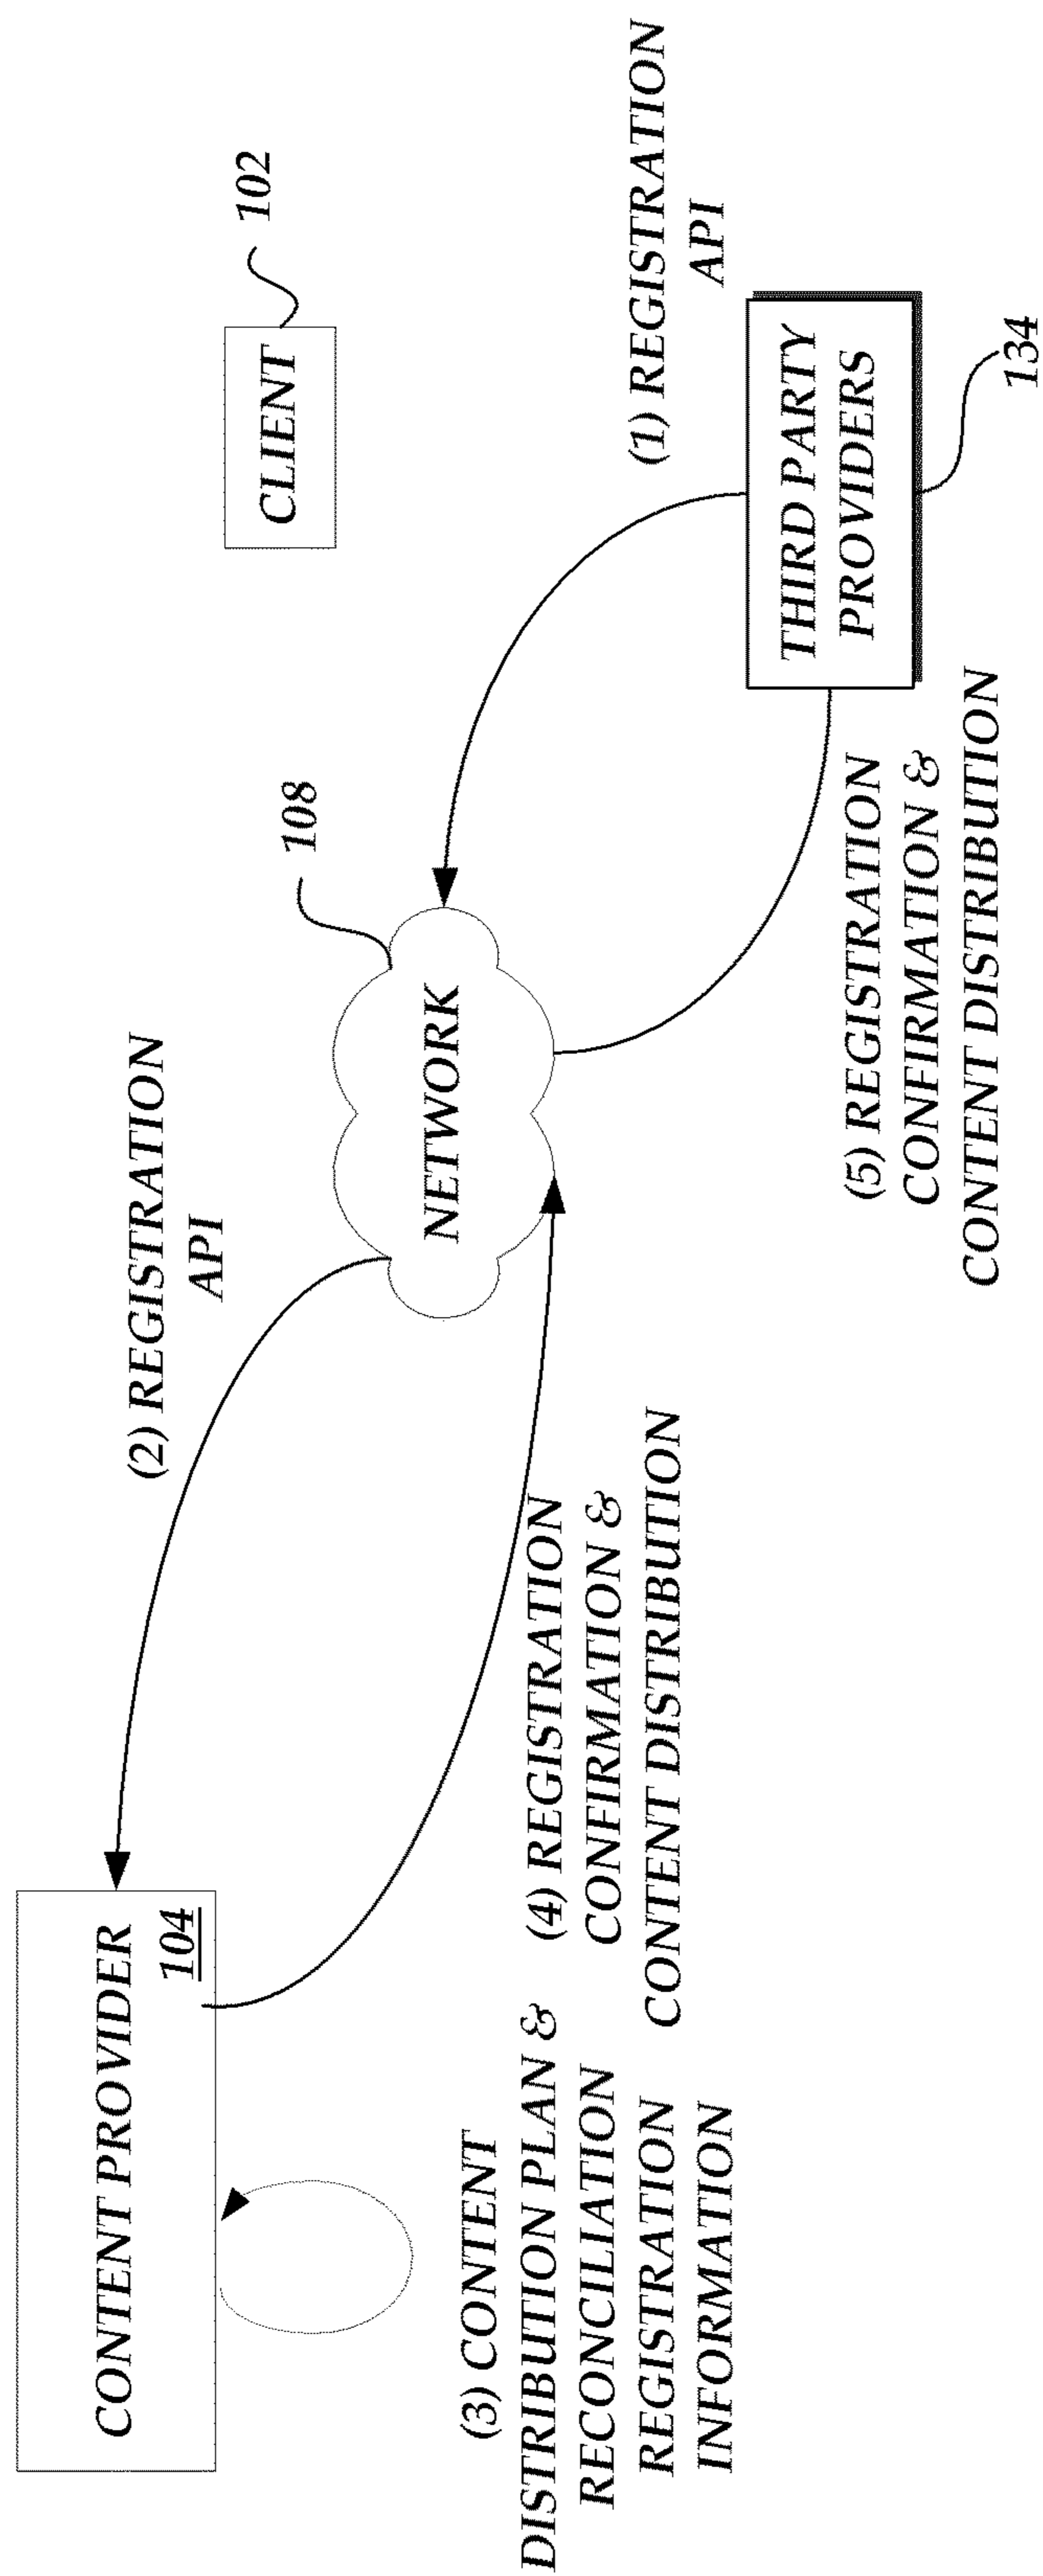 CONTENT PROVIDER
104
(2) REGISTRATION
API
CLIENT
102
108
NETWORK
(1) REGISTRATION
API
THIRD PARTY
PROVIDERS
134
(3) CONTENT
DISTRIBUTION PLAN &
RECONCILIATION
REGISTRATION
INFORMATION
(4) REGISTRATION
CONFIRMATION &
CONTENT DISTRIBUTION
(5) REGISTRATION
CONFIRMATION &
CONTENT DISTRIBUTION